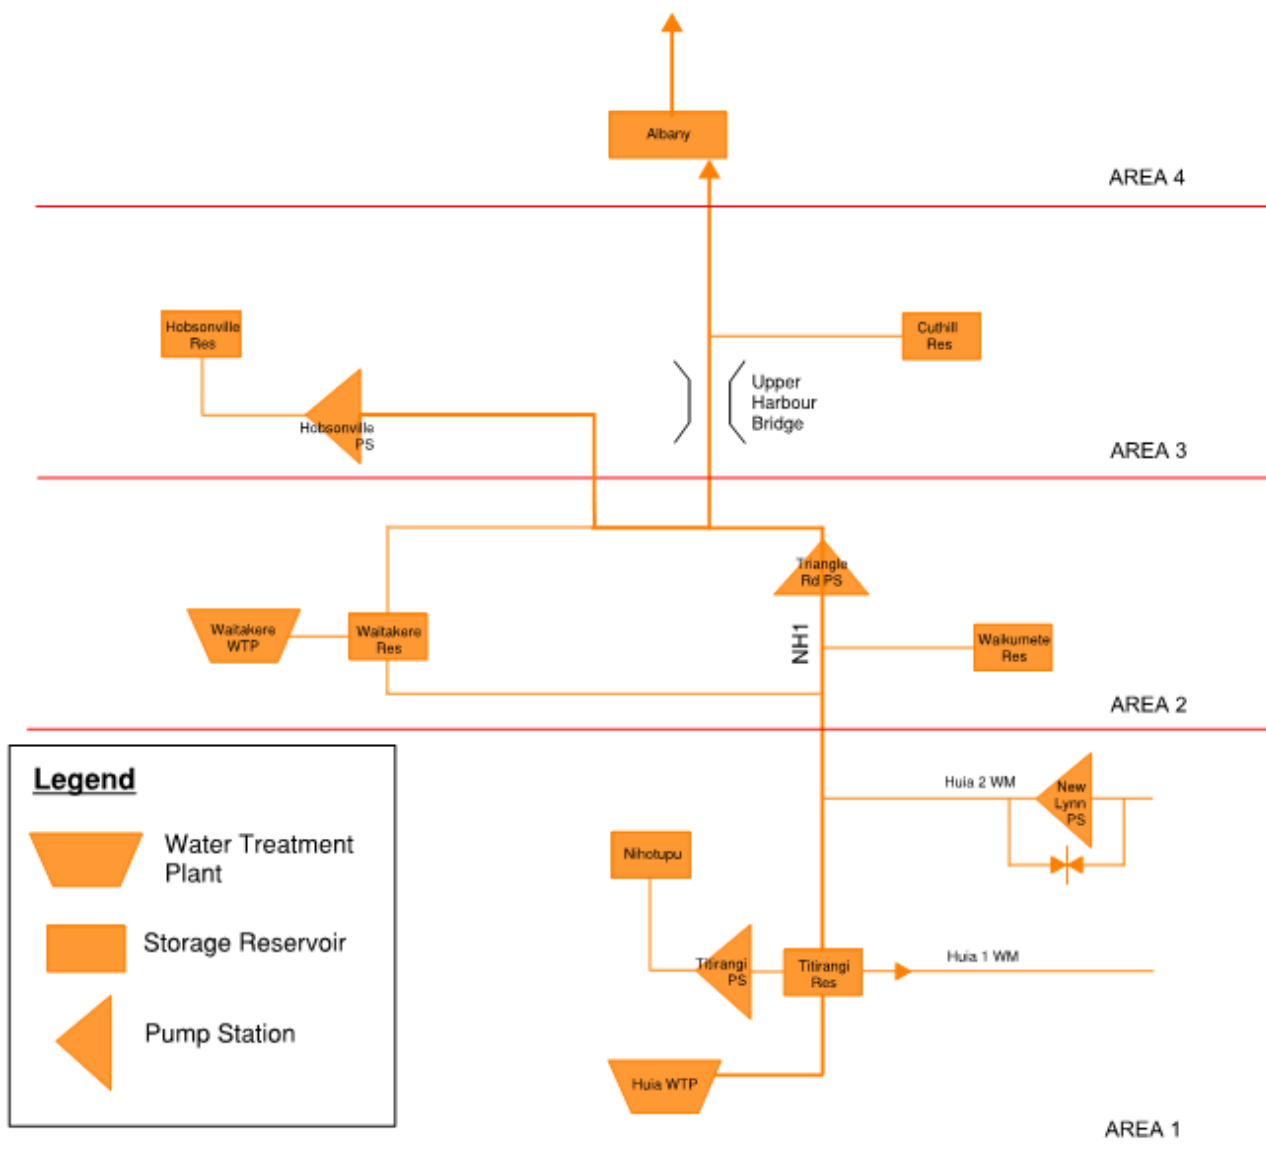 Albany
AREA 4
Hobsonville
Res
Cuthill
Res
Upper
Harbour
Bridge
Hobsonville
PS
AREA 3
Triangle
Rd PS
Waitakere
WTP
Waitakere
Res
NH1
Waikumete
Res
AREA 2
Legend
Water Treatment
Plant
Storage Reservoir
Pump Station
Huia 2 WM
New
Lynn
PS
Nihotupu
Titirangi
PS
Titirangi
Res
Huia 1 WM
Huia WTP
AREA 1